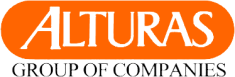 ALTURAS
GROUP OF COMPANIES